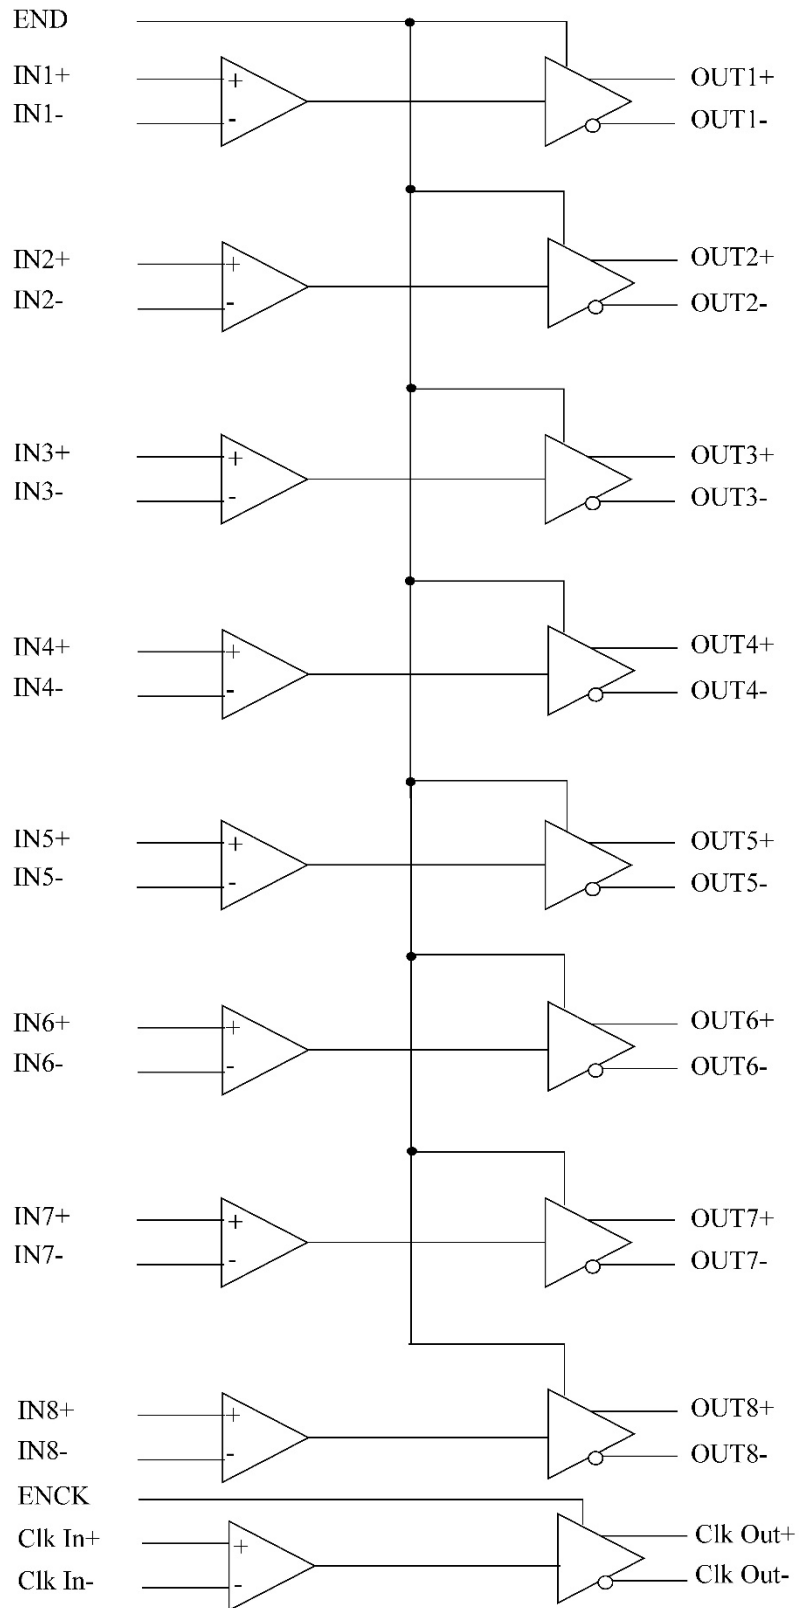 END
IN1+ + OUT1+
IN1- - OUT1-
IN2+ + OUT2+
IN2- - OUT2-
IN3+ + OUT3+
IN3- - OUT3-
IN4+ + OUT4+
IN4- - OUT4-
IN5+ + OUT5+
IN5- - OUT5-
IN6+ + OUT6+
IN6- - OUT6-
IN7+ + OUT7+
IN7- - OUT7-
IN8+ + OUT8+
IN8- - OUT8-
ENCK
Clk In+ + Clk Out+
Clk In- - Clk Out-